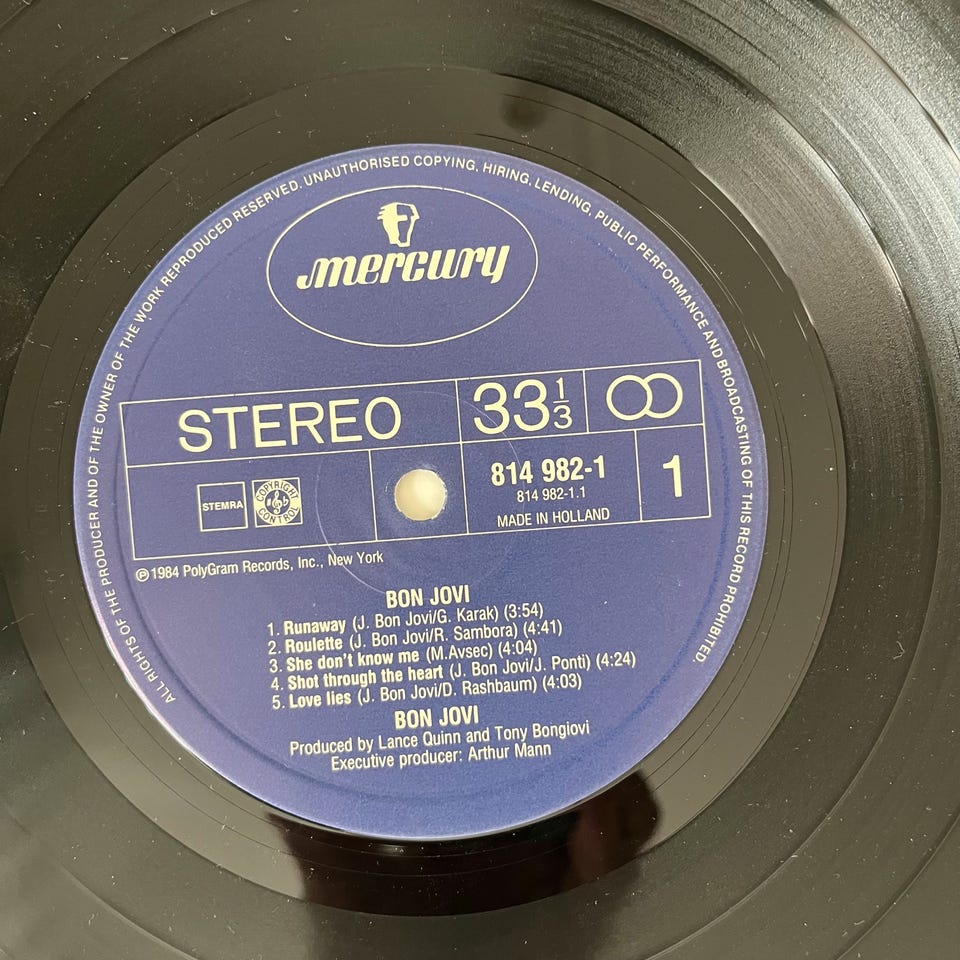 ALL RIGHTS OF THE PRODUCER AND OF THE OWNER OF THE WORK REPRODUCED RESERVED. UNAUTHORISED COPYING, HIRING, LENDING, PUBLIC PERFORMANCE AND BROADCASTING OF THIS RECORD PROHIBITED.
mercury
STEREO
33 1/3
STEMRA
COPYRIGHT CONTROL
814 982-1
814 982-1.1
MADE IN HOLLAND
1
℗ 1984 PolyGram Records, Inc., New York
BON JOVI
1. Runaway (J. Bon Jovi/G. Karak) (3:54)
2. Roulette (J. Bon Jovi/R. Sambora) (4:41)
3. She don't know me (M.Avsec) (4:04)
4. Shot through the heart (J. Bon Jovi/J. Ponti) (4:24)
5. Love lies (J. Bon Jovi/D. Rashbaum) (4:03)
BON JOVI
Produced by Lance Quinn and Tony Bongiovi
Executive producer: Arthur Mann